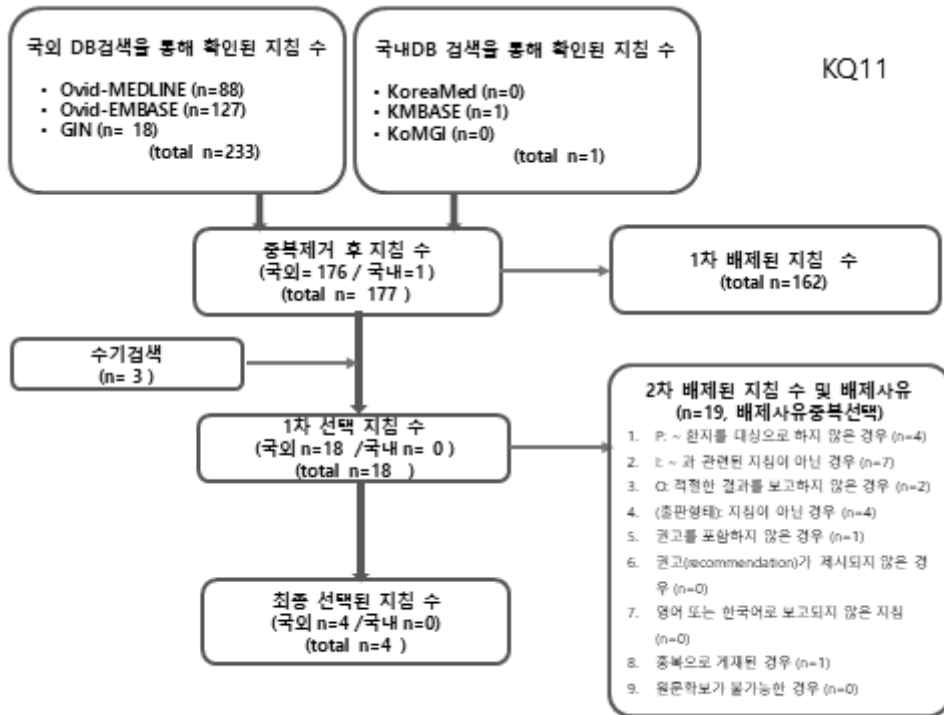 국외 DB검색을 통해 확인된 지침 수
• Ovid-MEDLINE (n=88)
• Ovid-EMBASE (n=127)
• GIN (n= 18)
(total n=233)
국내DB 검색을 통해 확인된 지침 수
• KoreaMed (n=0)
• KMBASE (n=1)
• KoMGI (n=0)
(total n=1)
KQ11
중복제거 후 지침 수
(국외= 176 / 국내=1)
(total n= 177 )
1차 배제된 지침 수
(total n=162)
수기검색
(n= 3 )
1차 선택 지침 수
(국외 n=18 /국내 n= 0 )
(total n=18 )
2차 배제된 지침 수 및 배제사유
(n=19, 배제사유중복선택)
1. P: ~ 환자를 대상으로 하지 않은 경우 (n=4)
2. I: ~ 과 관련된 지침이 아닌 경우 (n=7)
3. O: 적절한 결과를 보고하지 않은 경우 (n=2)
4. (출판형태): 지침이 아닌 경우 (n=4)
5. 권고를 포함하지 않은 경우 (n=1)
6. 권고(recommendation)가 제시되지 않은 경
우 (n=0)
7. 영어 또는 한국어로 보고되지 않은 지침
(n=0)
8. 중복으로 게재된 경우 (n=1)
9. 원문확보가 불가능한 경우 (n=0)
최종 선택된 지침 수
(국외 n=4 /국내 n=0)
(total n=4 )